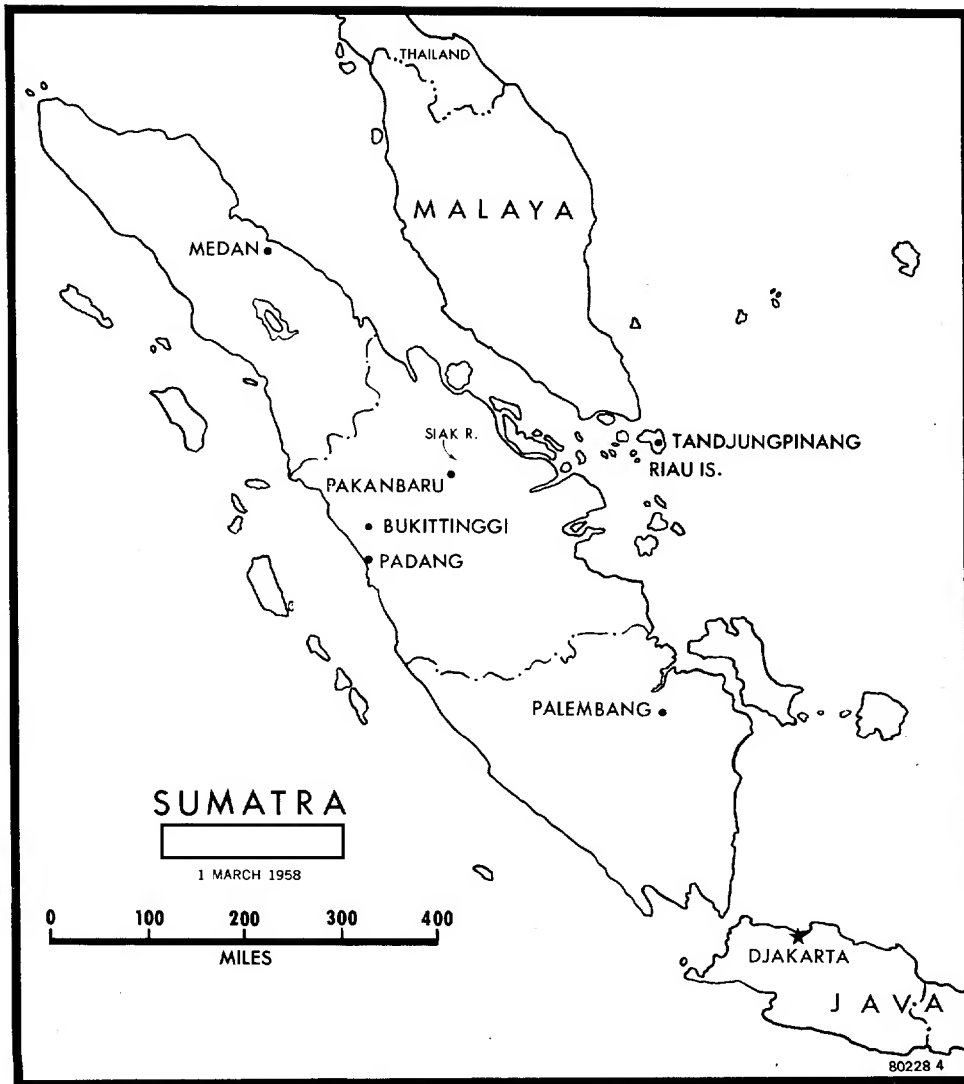 THAILAND
MALAYA
MEDAN
SIAK R.
TANDJUNGPINANG
RIAU IS.
PAKANBARU
BUKITTINGGI
PADANG
PALEMBANG
SUMATRA
1 MARCH 1958
0 100 200 300 400
MILES
DJAKARTA
JAVA
80228 4